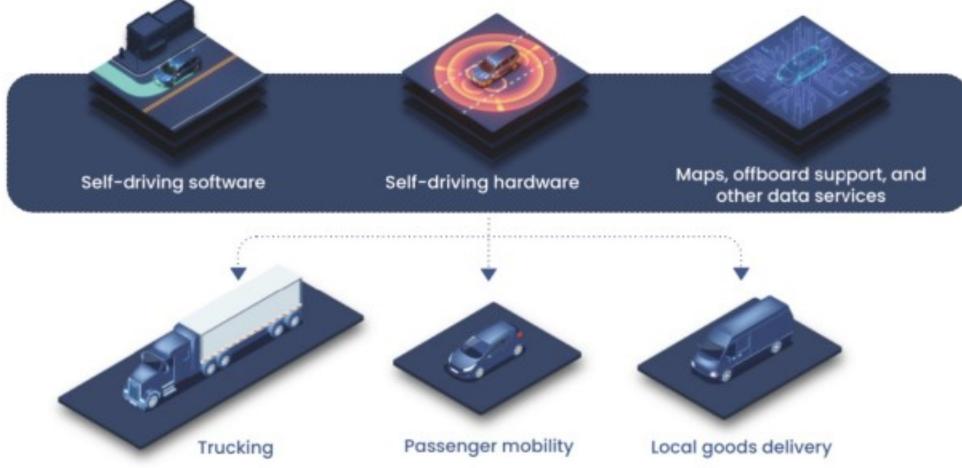 Self-driving software
Self-driving hardware
Maps, offboard support, and
other data services
Trucking
Passenger mobility
Local goods delivery